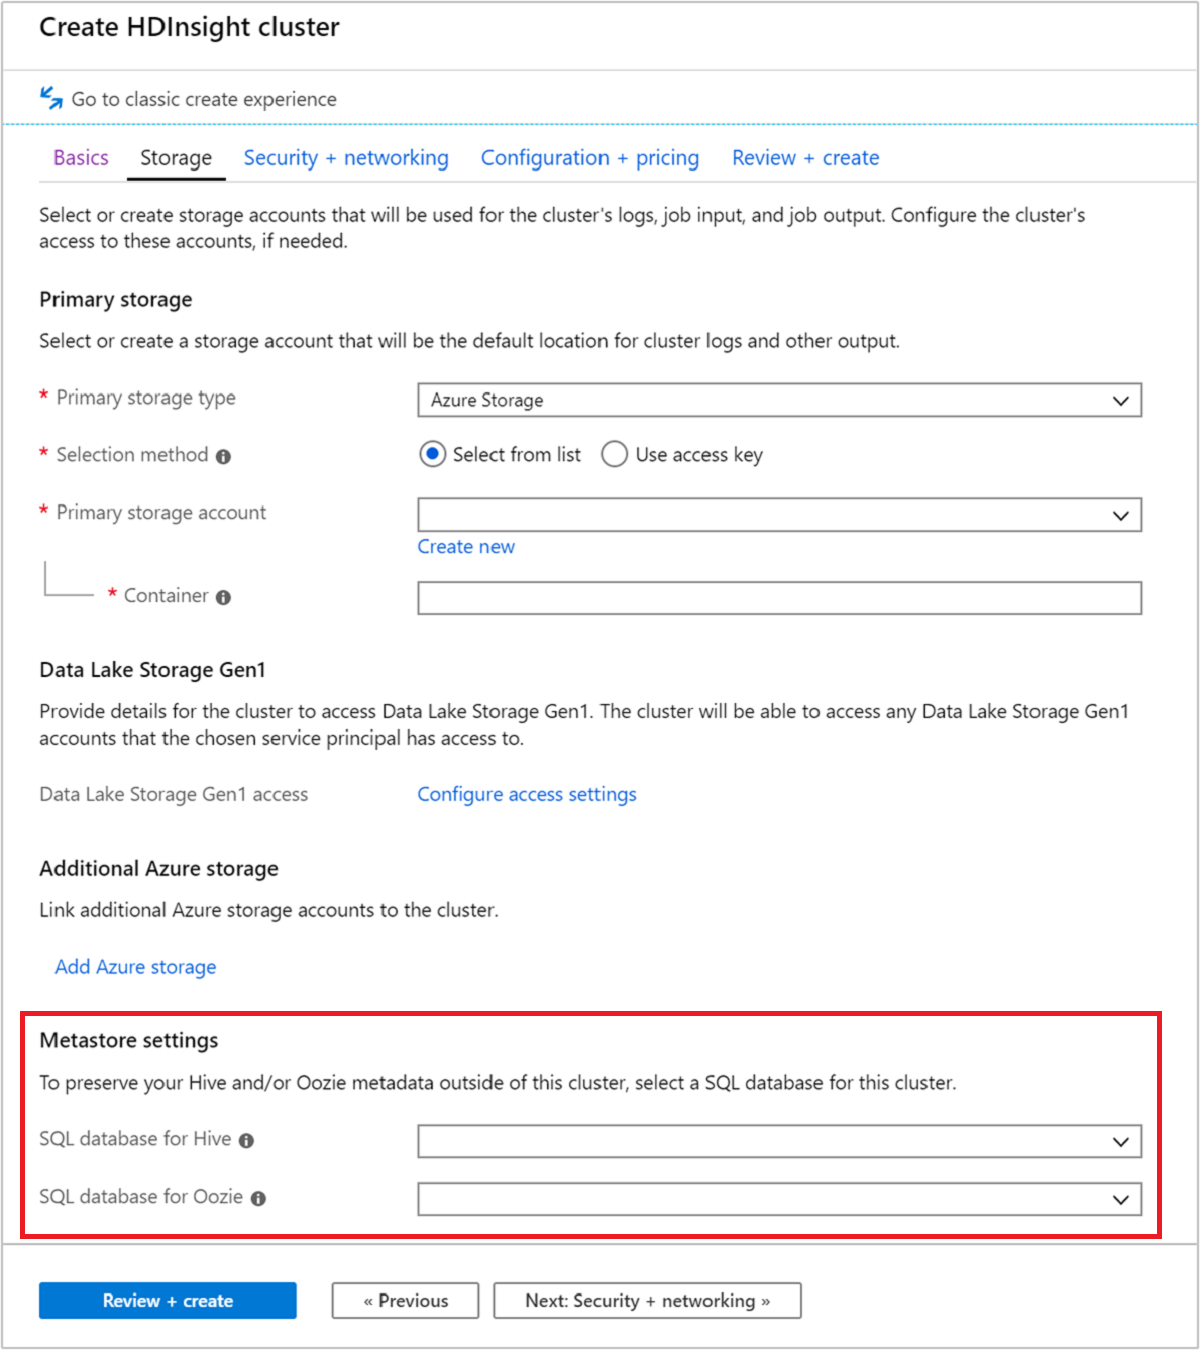 Create HDInsight cluster
Go to classic create experience
Basics Storage Security + networking Configuration + pricing Review + create
Select or create storage accounts that will be used for the cluster's logs, job input, and job output. Configure the cluster's
access to these accounts, if needed.
Primary storage
Select or create a storage account that will be the default location for cluster logs and other output.
* Primary storage type Azure Storage
* Selection method Select from list Use access key
* Primary storage account
Create new
* Container
Data Lake Storage Gen1
Provide details for the cluster to access Data Lake Storage Gen1. The cluster will be able to access any Data Lake Storage Gen1
accounts that the chosen service principal has access to.
Data Lake Storage Gen1 access Configure access settings
Additional Azure storage
Link additional Azure storage accounts to the cluster.
Add Azure storage
Metastore settings
To preserve your Hive and/or Oozie metadata outside of this cluster, select a SQL database for this cluster.
SQL database for Hive
SQL database for Oozie
Review + create « Previous Next: Security + networking »